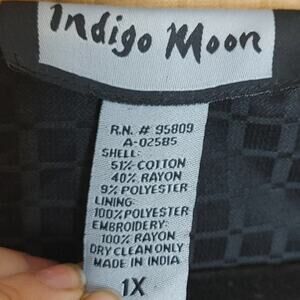 Indigo Moon
R.N. # 95809
A-02585
SHELL:
51% COTTON
40% RAYON
9% POLYESTER
LINING:
100% POLYESTER
EMBROIDERY:
100% RAYON
DRY CLEAN ONLY
MADE IN INDIA
1X